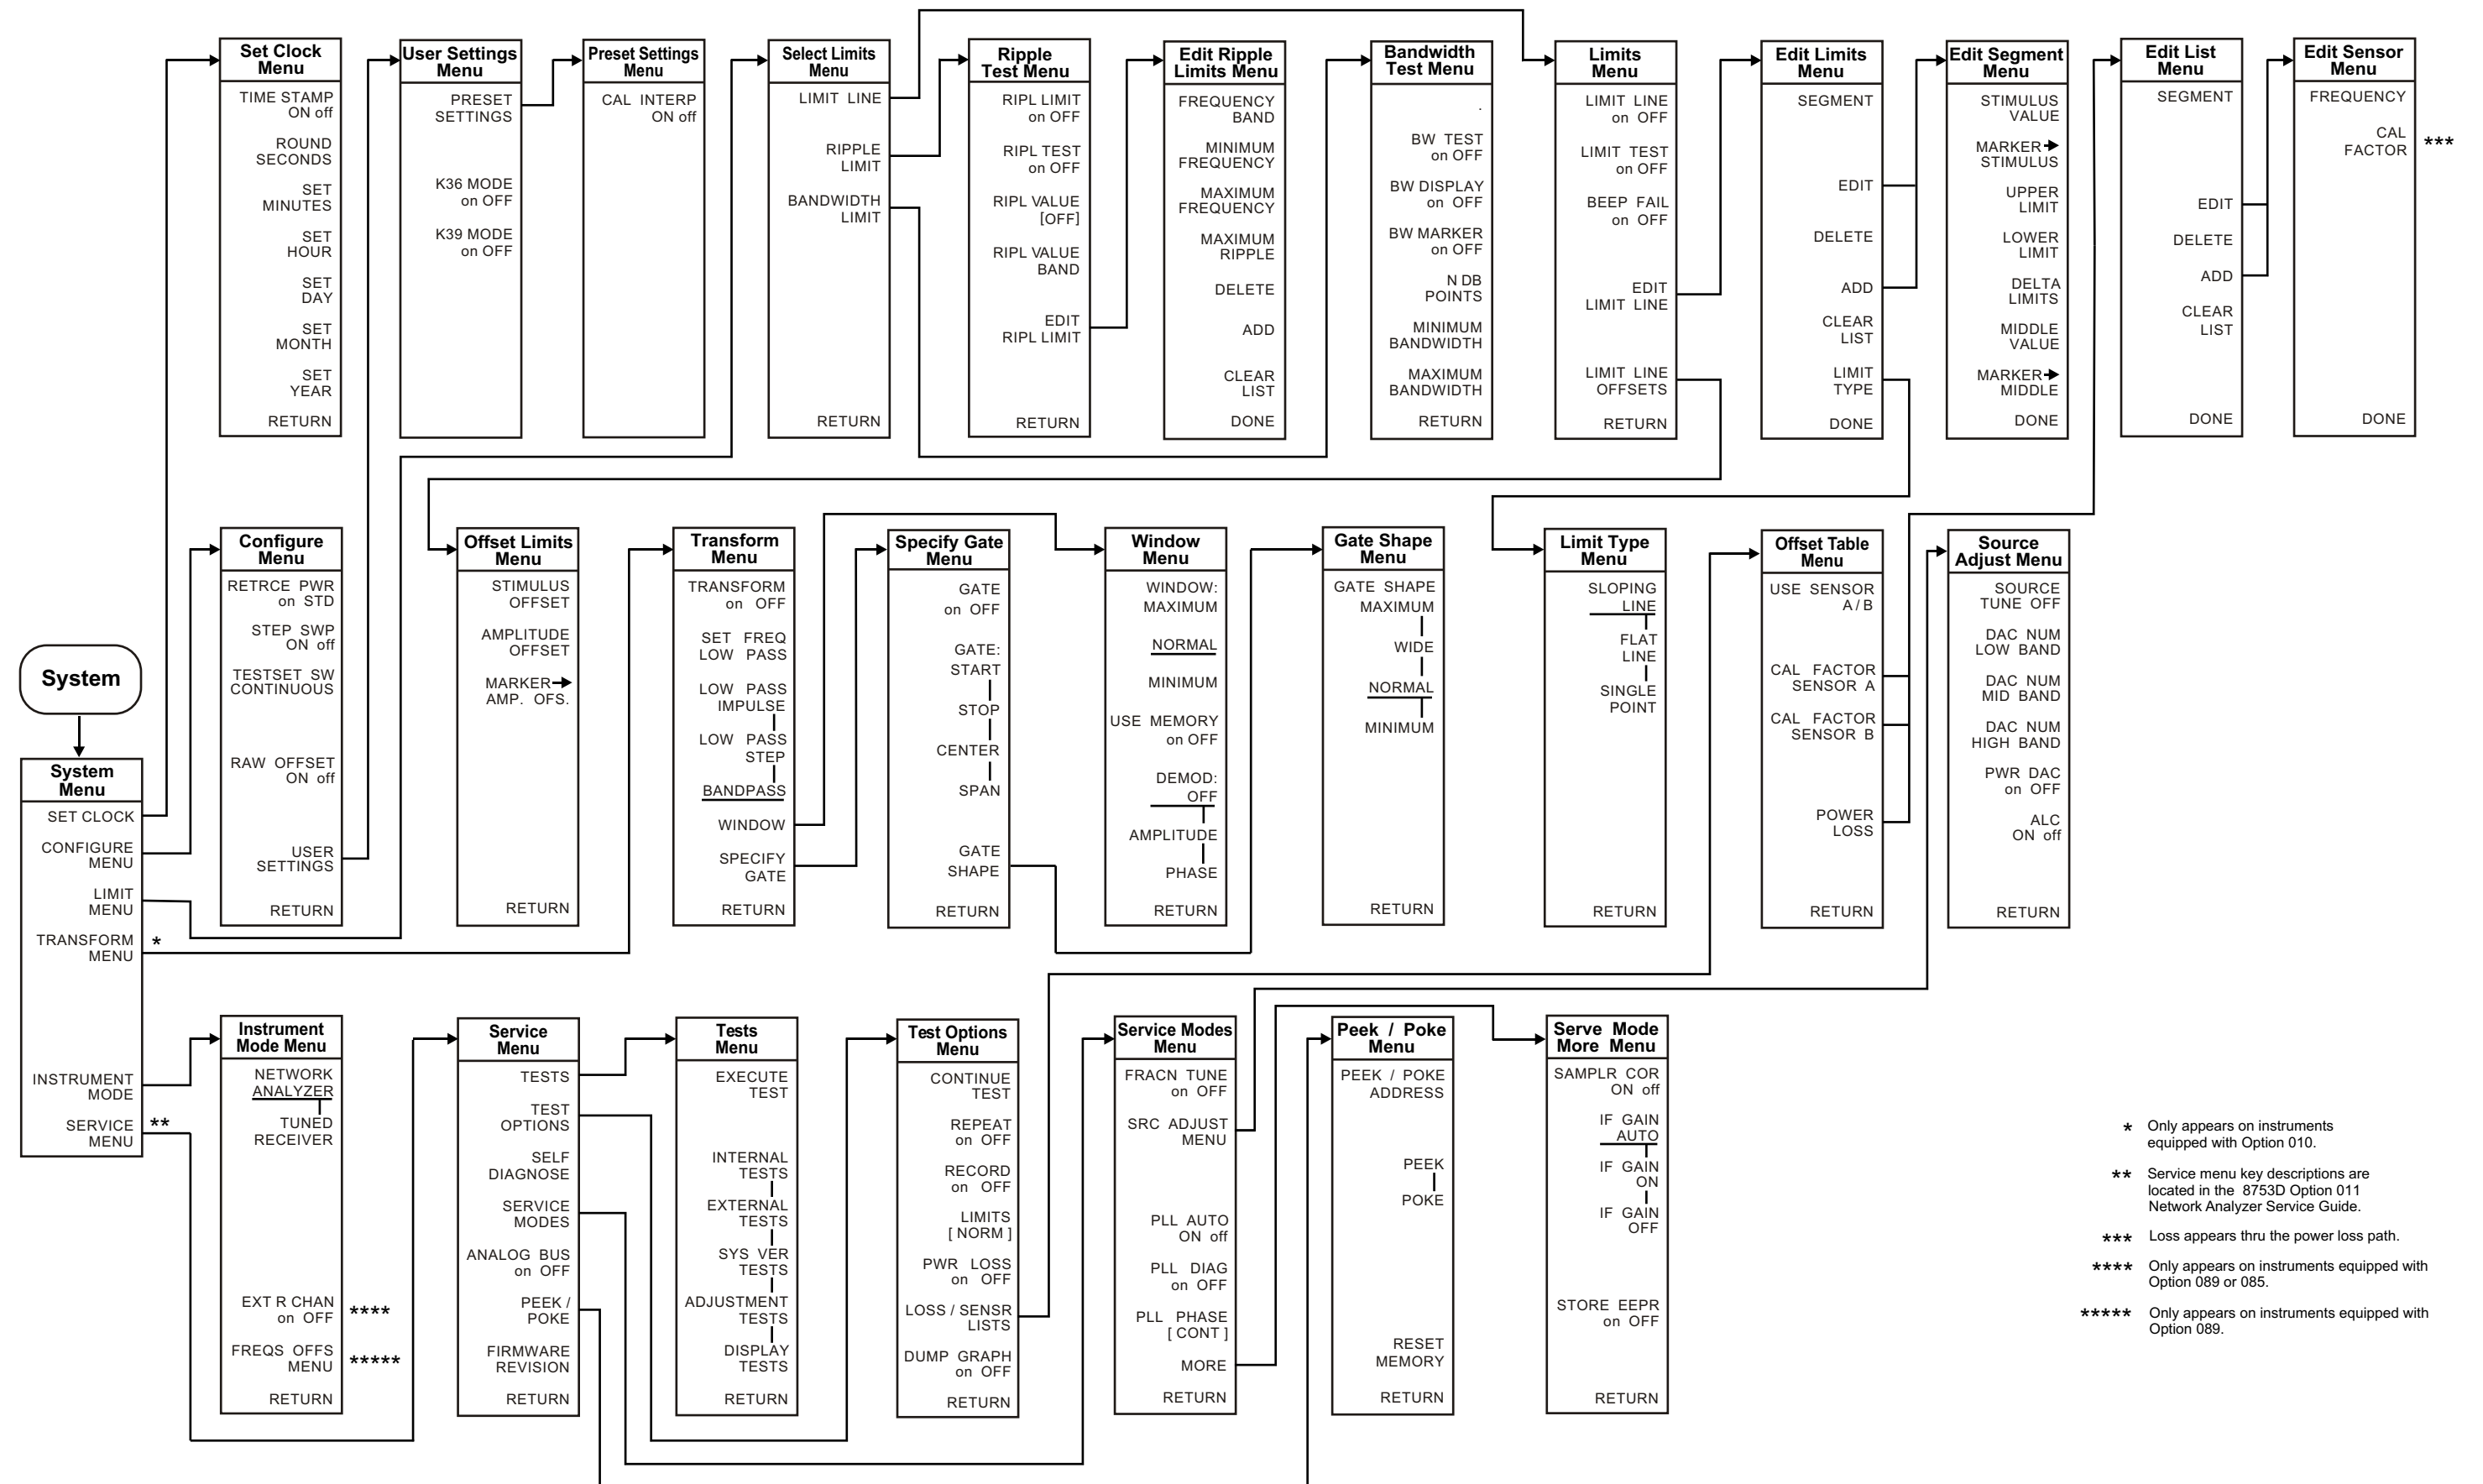 Set Clock
Menu
TIME STAMP
ON off
ROUND
SECONDS
SET
MINUTES
SET
HOUR
SET
DAY
SET
MONTH
SET
YEAR
RETURN
User Settings
Menu
PRESET
SETTINGS
K36 MODE
on OFF
K39 MODE
on OFF
Preset Settings
Menu
CAL INTERP
ON off
Select Limits
Menu
LIMIT LINE
RIPPLE
LIMIT
BANDWIDTH
LIMIT
RETURN
Ripple
Test Menu
RIPL LIMIT
on OFF
RIPL TEST
on OFF
RIPL VALUE
[OFF]
RIPL VALUE
BAND
EDIT
RIPL LIMIT
RETURN
Edit Ripple
Limits Menu
FREQUENCY
BAND
MINIMUM
FREQUENCY
MAXIMUM
FREQUENCY
MAXIMUM
RIPPLE
DELETE
ADD
CLEAR
LIST
DONE
Bandwidth
Test Menu
.
BW TEST
on OFF
BW DISPLAY
on OFF
BW MARKER
on OFF
N DB
POINTS
MINIMUM
BANDWIDTH
MAXIMUM
BANDWIDTH
RETURN
Limits
Menu
LIMIT LINE
on OFF
LIMIT TEST
on OFF
BEEP FAIL
on OFF
EDIT
LIMIT LINE
LIMIT LINE
OFFSETS
RETURN
Edit Limits
Menu
SEGMENT
EDIT
DELETE
ADD
CLEAR
LIST
LIMIT
TYPE
DONE
Edit Segment
Menu
STIMULUS
VALUE
MARKER→
STIMULUS
UPPER
LIMIT
LOWER
LIMIT
DELTA
LIMITS
MIDDLE
VALUE
MARKER→
MIDDLE
DONE
Edit List
Menu
SEGMENT
EDIT
DELETE
ADD
CLEAR
LIST
DONE
Edit Sensor
Menu
FREQUENCY
CAL
FACTOR ***
DONE
System
System
Menu
SET CLOCK
CONFIGURE
MENU
LIMIT
MENU
TRANSFORM *
MENU
INSTRUMENT
MODE
SERVICE **
MENU
Configure
Menu
RETRCE PWR
on STD
STEP SWP
ON off
TESTSET SW
CONTINUOUS
RAW OFFSET
ON off
USER
SETTINGS
RETURN
Offset Limits
Menu
STIMULUS
OFFSET
AMPLITUDE
OFFSET
MARKER→
AMP. OFS.
RETURN
Transform
Menu
TRANSFORM
on OFF
SET FREQ
LOW PASS
LOW PASS
IMPULSE
LOW PASS
STEP
BANDPASS
WINDOW
SPECIFY
GATE
RETURN
Specify Gate
Menu
GATE
on OFF
GATE:
START
STOP
CENTER
SPAN
GATE
SHAPE
RETURN
Window
Menu
WINDOW:
MAXIMUM
NORMAL
MINIMUM
USE MEMORY
on OFF
DEMOD:
OFF
AMPLITUDE
PHASE
RETURN
Gate Shape
Menu
GATE SHAPE
MAXIMUM
WIDE
NORMAL
MINIMUM
RETURN
Limit Type
Menu
SLOPING
LINE
FLAT
LINE
SINGLE
POINT
RETURN
Offset Table
Menu
USE SENSOR
A / B
CAL FACTOR
SENSOR A
CAL FACTOR
SENSOR B
POWER
LOSS
RETURN
Source
Adjust Menu
SOURCE
TUNE OFF
DAC NUM
LOW BAND
DAC NUM
MID BAND
DAC NUM
HIGH BAND
PWR DAC
on OFF
ALC
ON off
RETURN
Instrument
Mode Menu
NETWORK
ANALYZER
TUNED
RECEIVER
EXT R CHAN
on OFF ****
FREQS OFFS
MENU *****
RETURN
Service
Menu
TESTS
TEST
OPTIONS
SELF
DIAGNOSE
SERVICE
MODES
ANALOG BUS
on OFF
PEEK /
POKE
FIRMWARE
REVISION
RETURN
Tests
Menu
EXECUTE
TEST
INTERNAL
TESTS
EXTERNAL
TESTS
SYS VER
TESTS
ADJUSTMENT
TESTS
DISPLAY
TESTS
RETURN
Test Options
Menu
CONTINUE
TEST
REPEAT
on OFF
RECORD
on OFF
LIMITS
[ NORM ]
PWR LOSS
on OFF
LOSS / SENSR
LISTS
DUMP GRAPH
on OFF
RETURN
Service Modes
Menu
FRACN TUNE
on OFF
SRC ADJUST
MENU
PLL AUTO
ON off
PLL DIAG
on OFF
PLL PHASE
[ CONT ]
MORE
RETURN
Peek / Poke
Menu
PEEK / POKE
ADDRESS
PEEK
POKE
RESET
MEMORY
RETURN
Serve Mode
More Menu
SAMPLR COR
ON off
IF GAIN
AUTO
IF GAIN
ON
IF GAIN
OFF
STORE EEPR
on OFF
RETURN
* Only appears on instruments
equipped with Option 010.
** Service menu key descriptions are
located in the 8753D Option 011
Network Analyzer Service Guide.
*** Loss appears thru the power loss path.
**** Only appears on instruments equipped with
Option 089 or 085.
***** Only appears on instruments equipped with
Option 089.